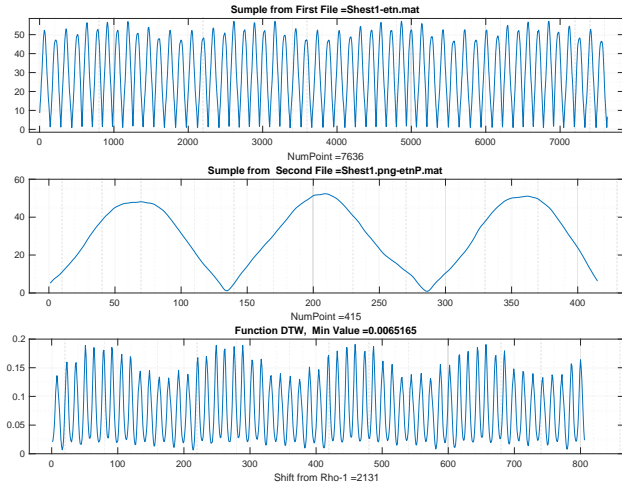 Sumple from First File =Shest1-etn.mat
50
40
30
20
10
0
0 1000 2000 3000 4000 5000 6000 7000
NumPoint =7636
Sumple from Second File =Shest1.png-etnP.mat
60
40
20
0
0 50 100 150 200 250 300 350 400
NumPoint =415
Function DTW, Min Value =0.0065165
0.2
0.15
0.1
0.05
0
0 100 200 300 400 500 600 700 800
Shift from Rho-1 =2131